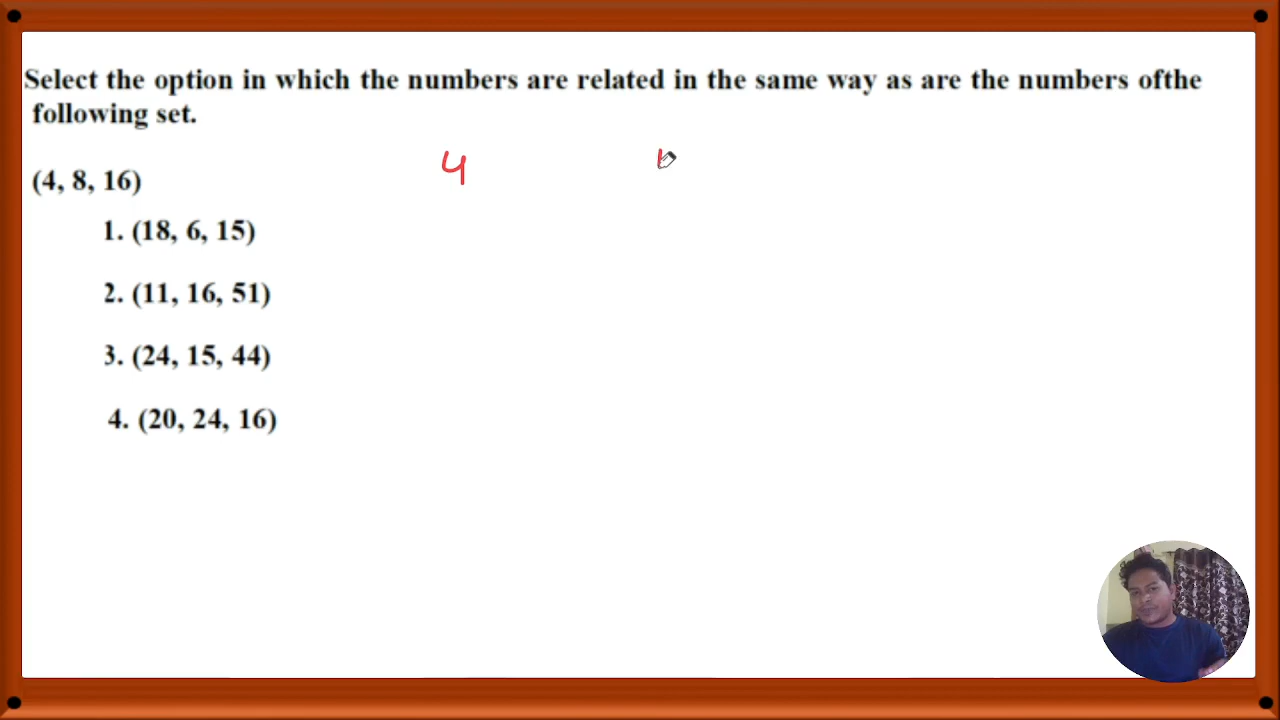 Select the option in which the numbers are related in the same way as are the numbers ofthe
following set.
4
(4, 8, 16)
1. (18, 6, 15)
2. (11, 16, 51)
3. (24, 15, 44)
4. (20, 24, 16)